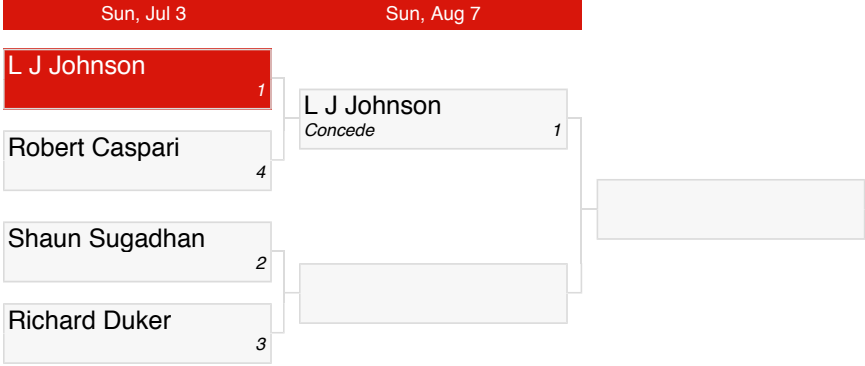 Sun, Jul 3
Sun, Aug 7
L J Johnson
1
Robert Caspari
4
L J Johnson
Concede 1
Shaun Sugadhan
2
Richard Duker
3